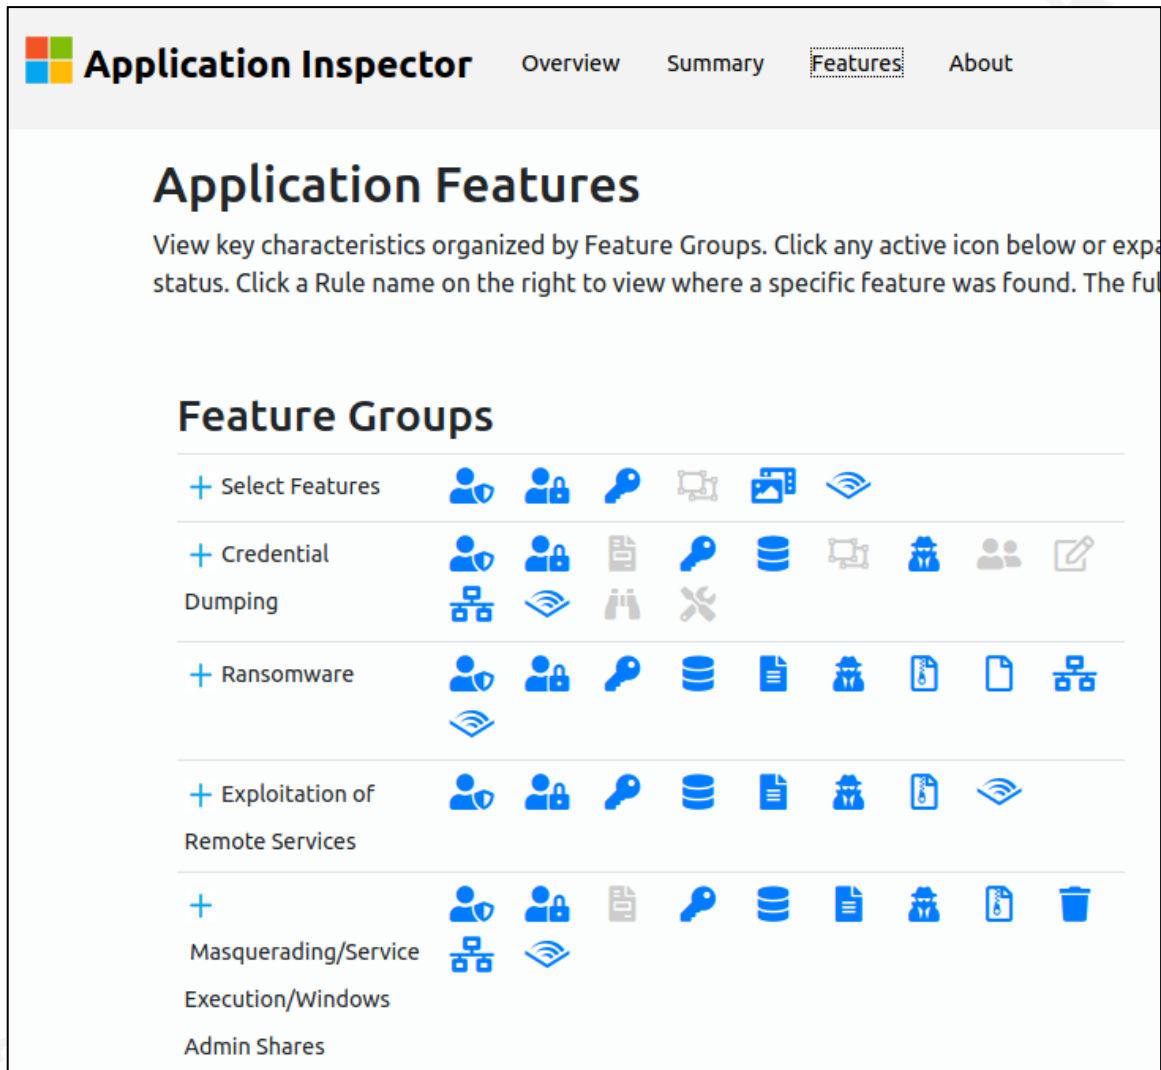 Application Inspector Overview Summary Features About
Application Features
View key characteristics organized by Feature Groups. Click any active icon below or expa
status. Click a Rule name on the right to view where a specific feature was found. The ful
Feature Groups
+ Select Features
+ Credential
Dumping
+ Ransomware
+ Exploitation of
Remote Services
+
Masquerading/Service
Execution/Windows
Admin Shares